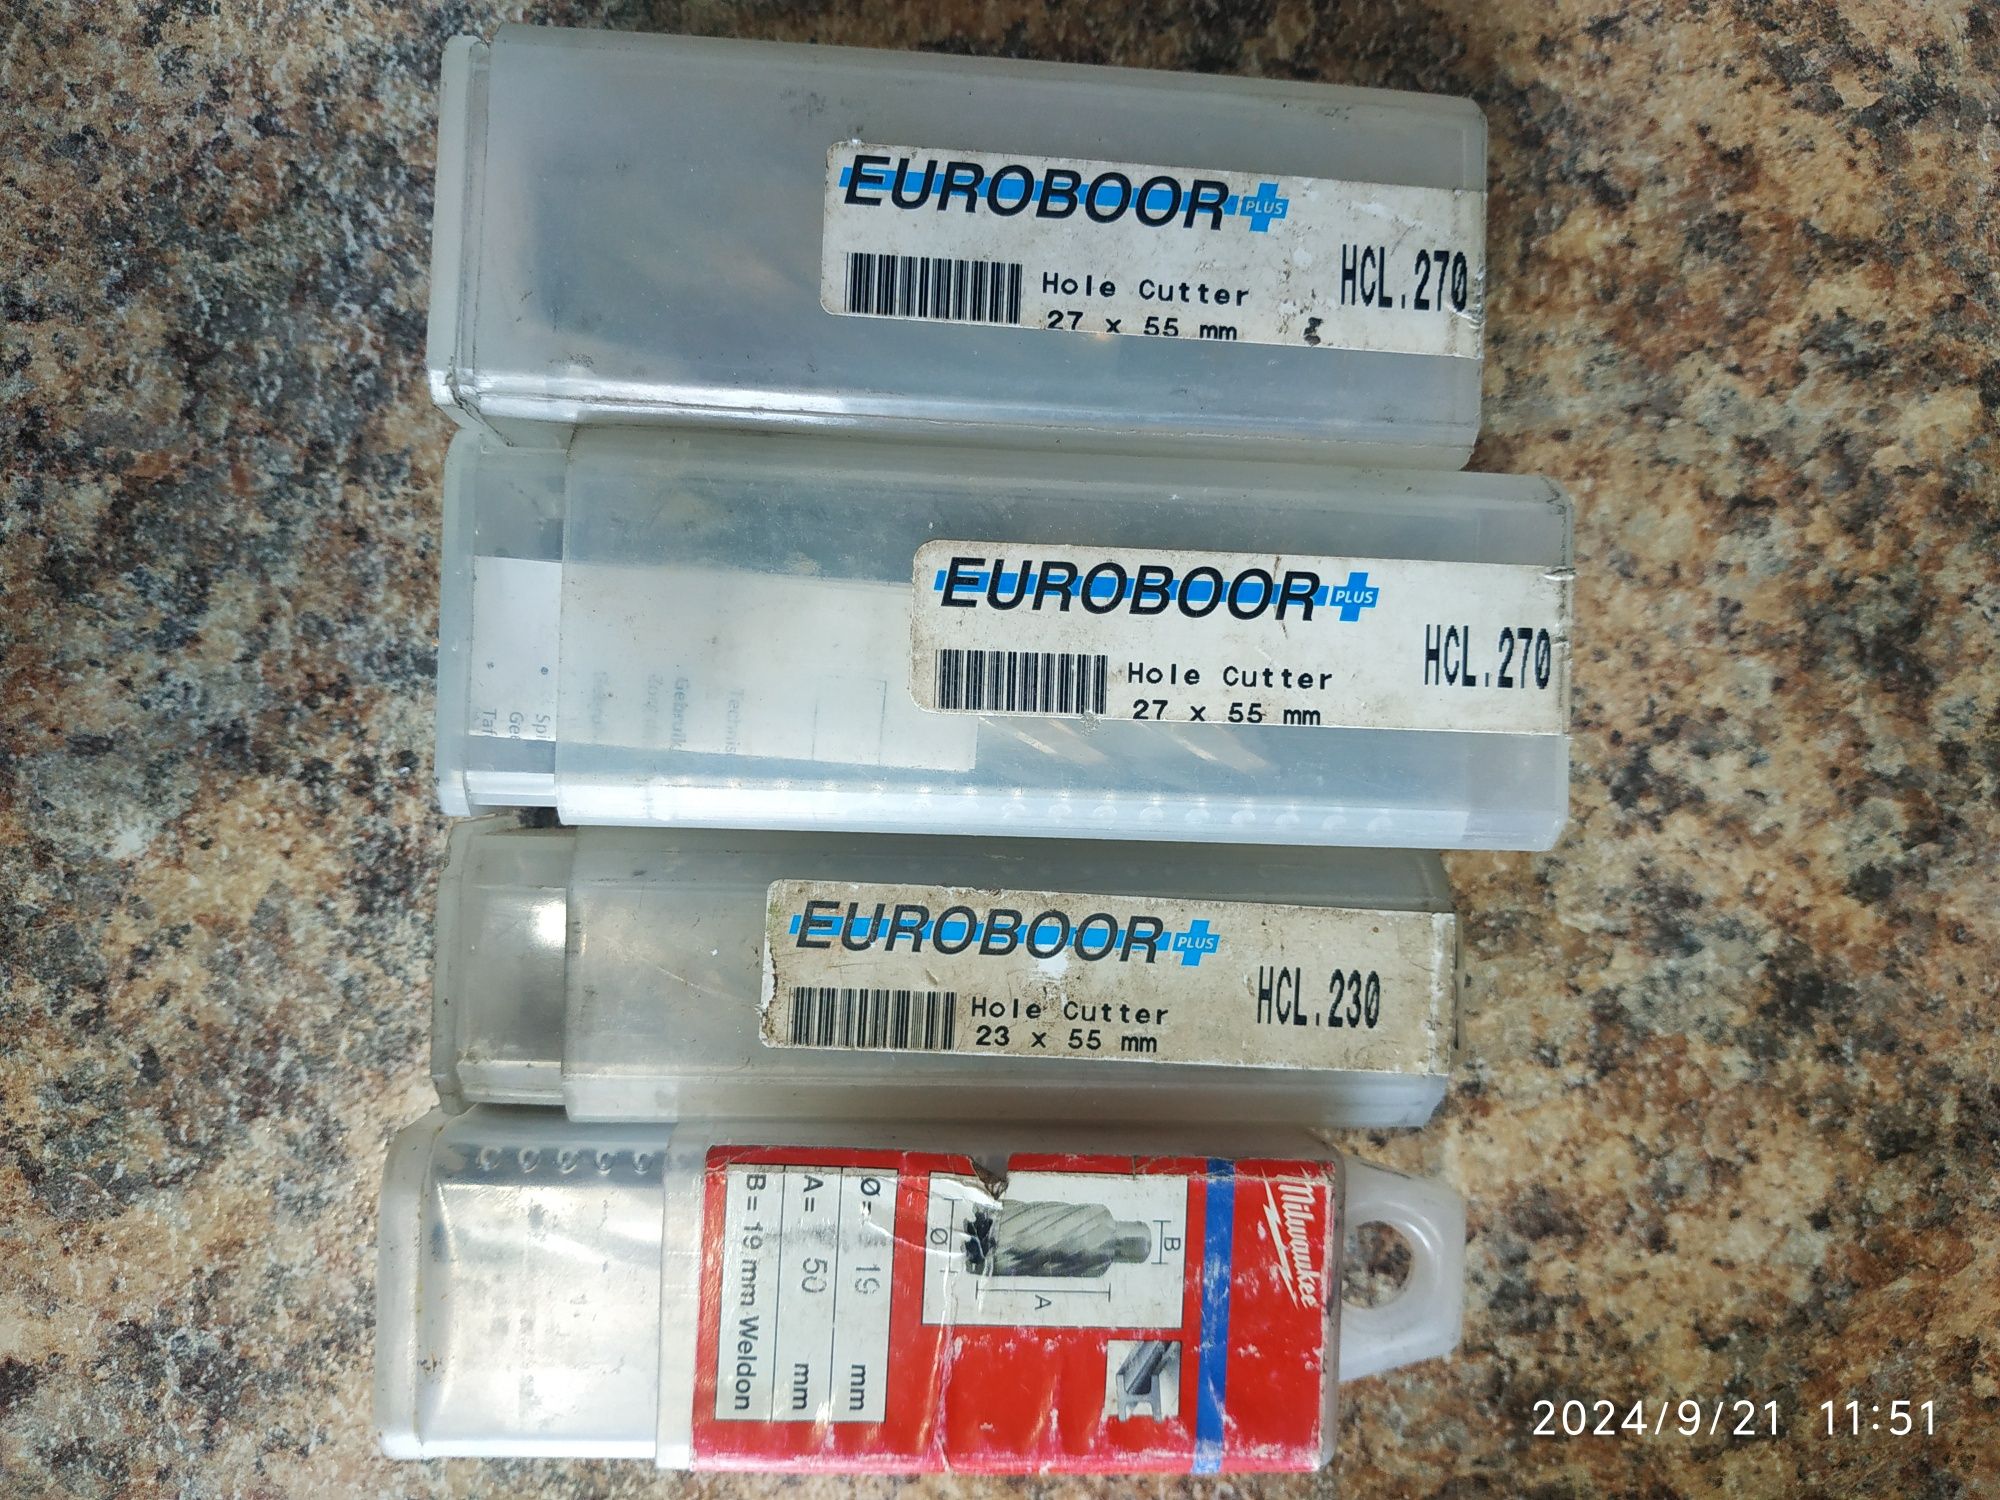 EUROBOOR PLUS
Hole Cutter
27 x 55 mm
HCL.270
EUROBOOR PLUS
Hole Cutter
27 x 55 mm
HCL.270
EUROBOOR PLUS
Hole Cutter
23 x 55 mm
HCL.230
Milwaukee
B
A
Ø
Ø= 19 mm
A= 50 mm
B= 19 mm Weldon
2024/9/21 11:51